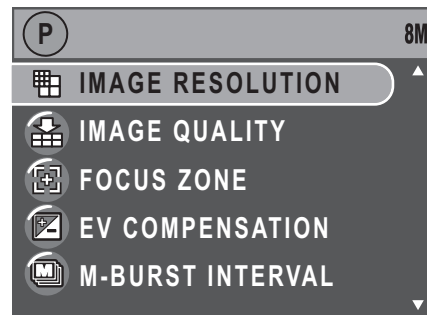 P 8M
IMAGE RESOLUTION
IMAGE QUALITY
FOCUS ZONE
EV COMPENSATION
M-BURST INTERVAL